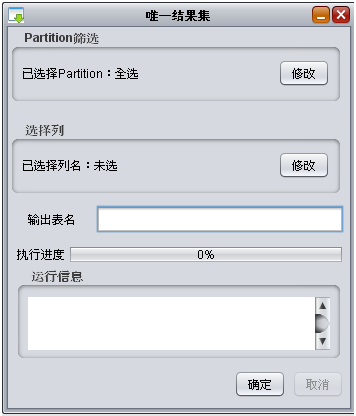 唯一结果集
Partition筛选
已选择Partition：全选
修改
选择列
已选择列名：未选
修改
输出表名
执行进度
0%
运行信息
确定
取消